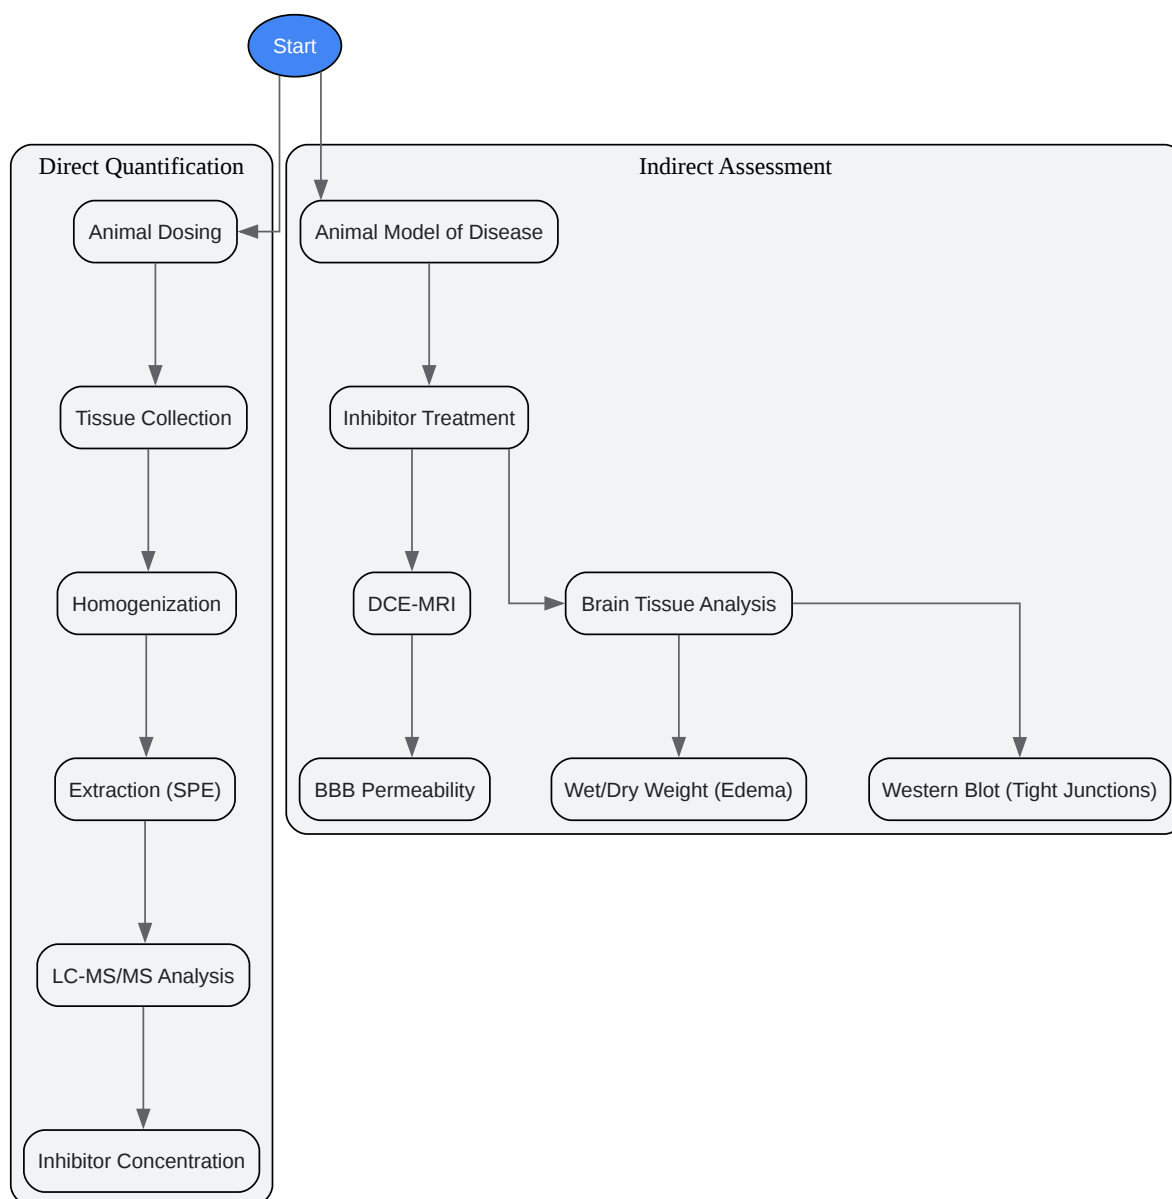 Start
Direct Quantification
Animal Dosing
Tissue Collection
Homogenization
Extraction (SPE)
LC-MS/MS Analysis
Inhibitor Concentration
Indirect Assessment
Animal Model of Disease
Inhibitor Treatment
DCE-MRI
Brain Tissue Analysis
BBB Permeability
Wet/Dry Weight (Edema)
Western Blot (Tight Junctions)